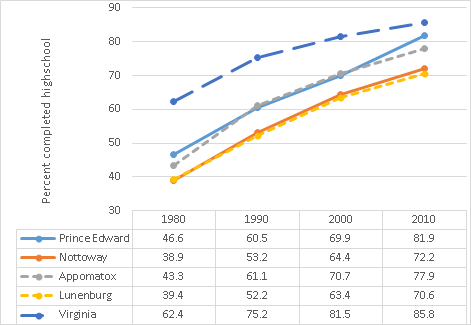 90
80
70
60
50
40
30
Percent completed highschool
1980 1990 2000 2010
Prince Edward 46.6 60.5 69.9 81.9
Nottoway 38.9 53.2 64.4 72.2
Appomatox 43.3 61.1 70.7 77.9
Lunenburg 39.4 52.2 63.4 70.6
Virginia 62.4 75.2 81.5 85.8